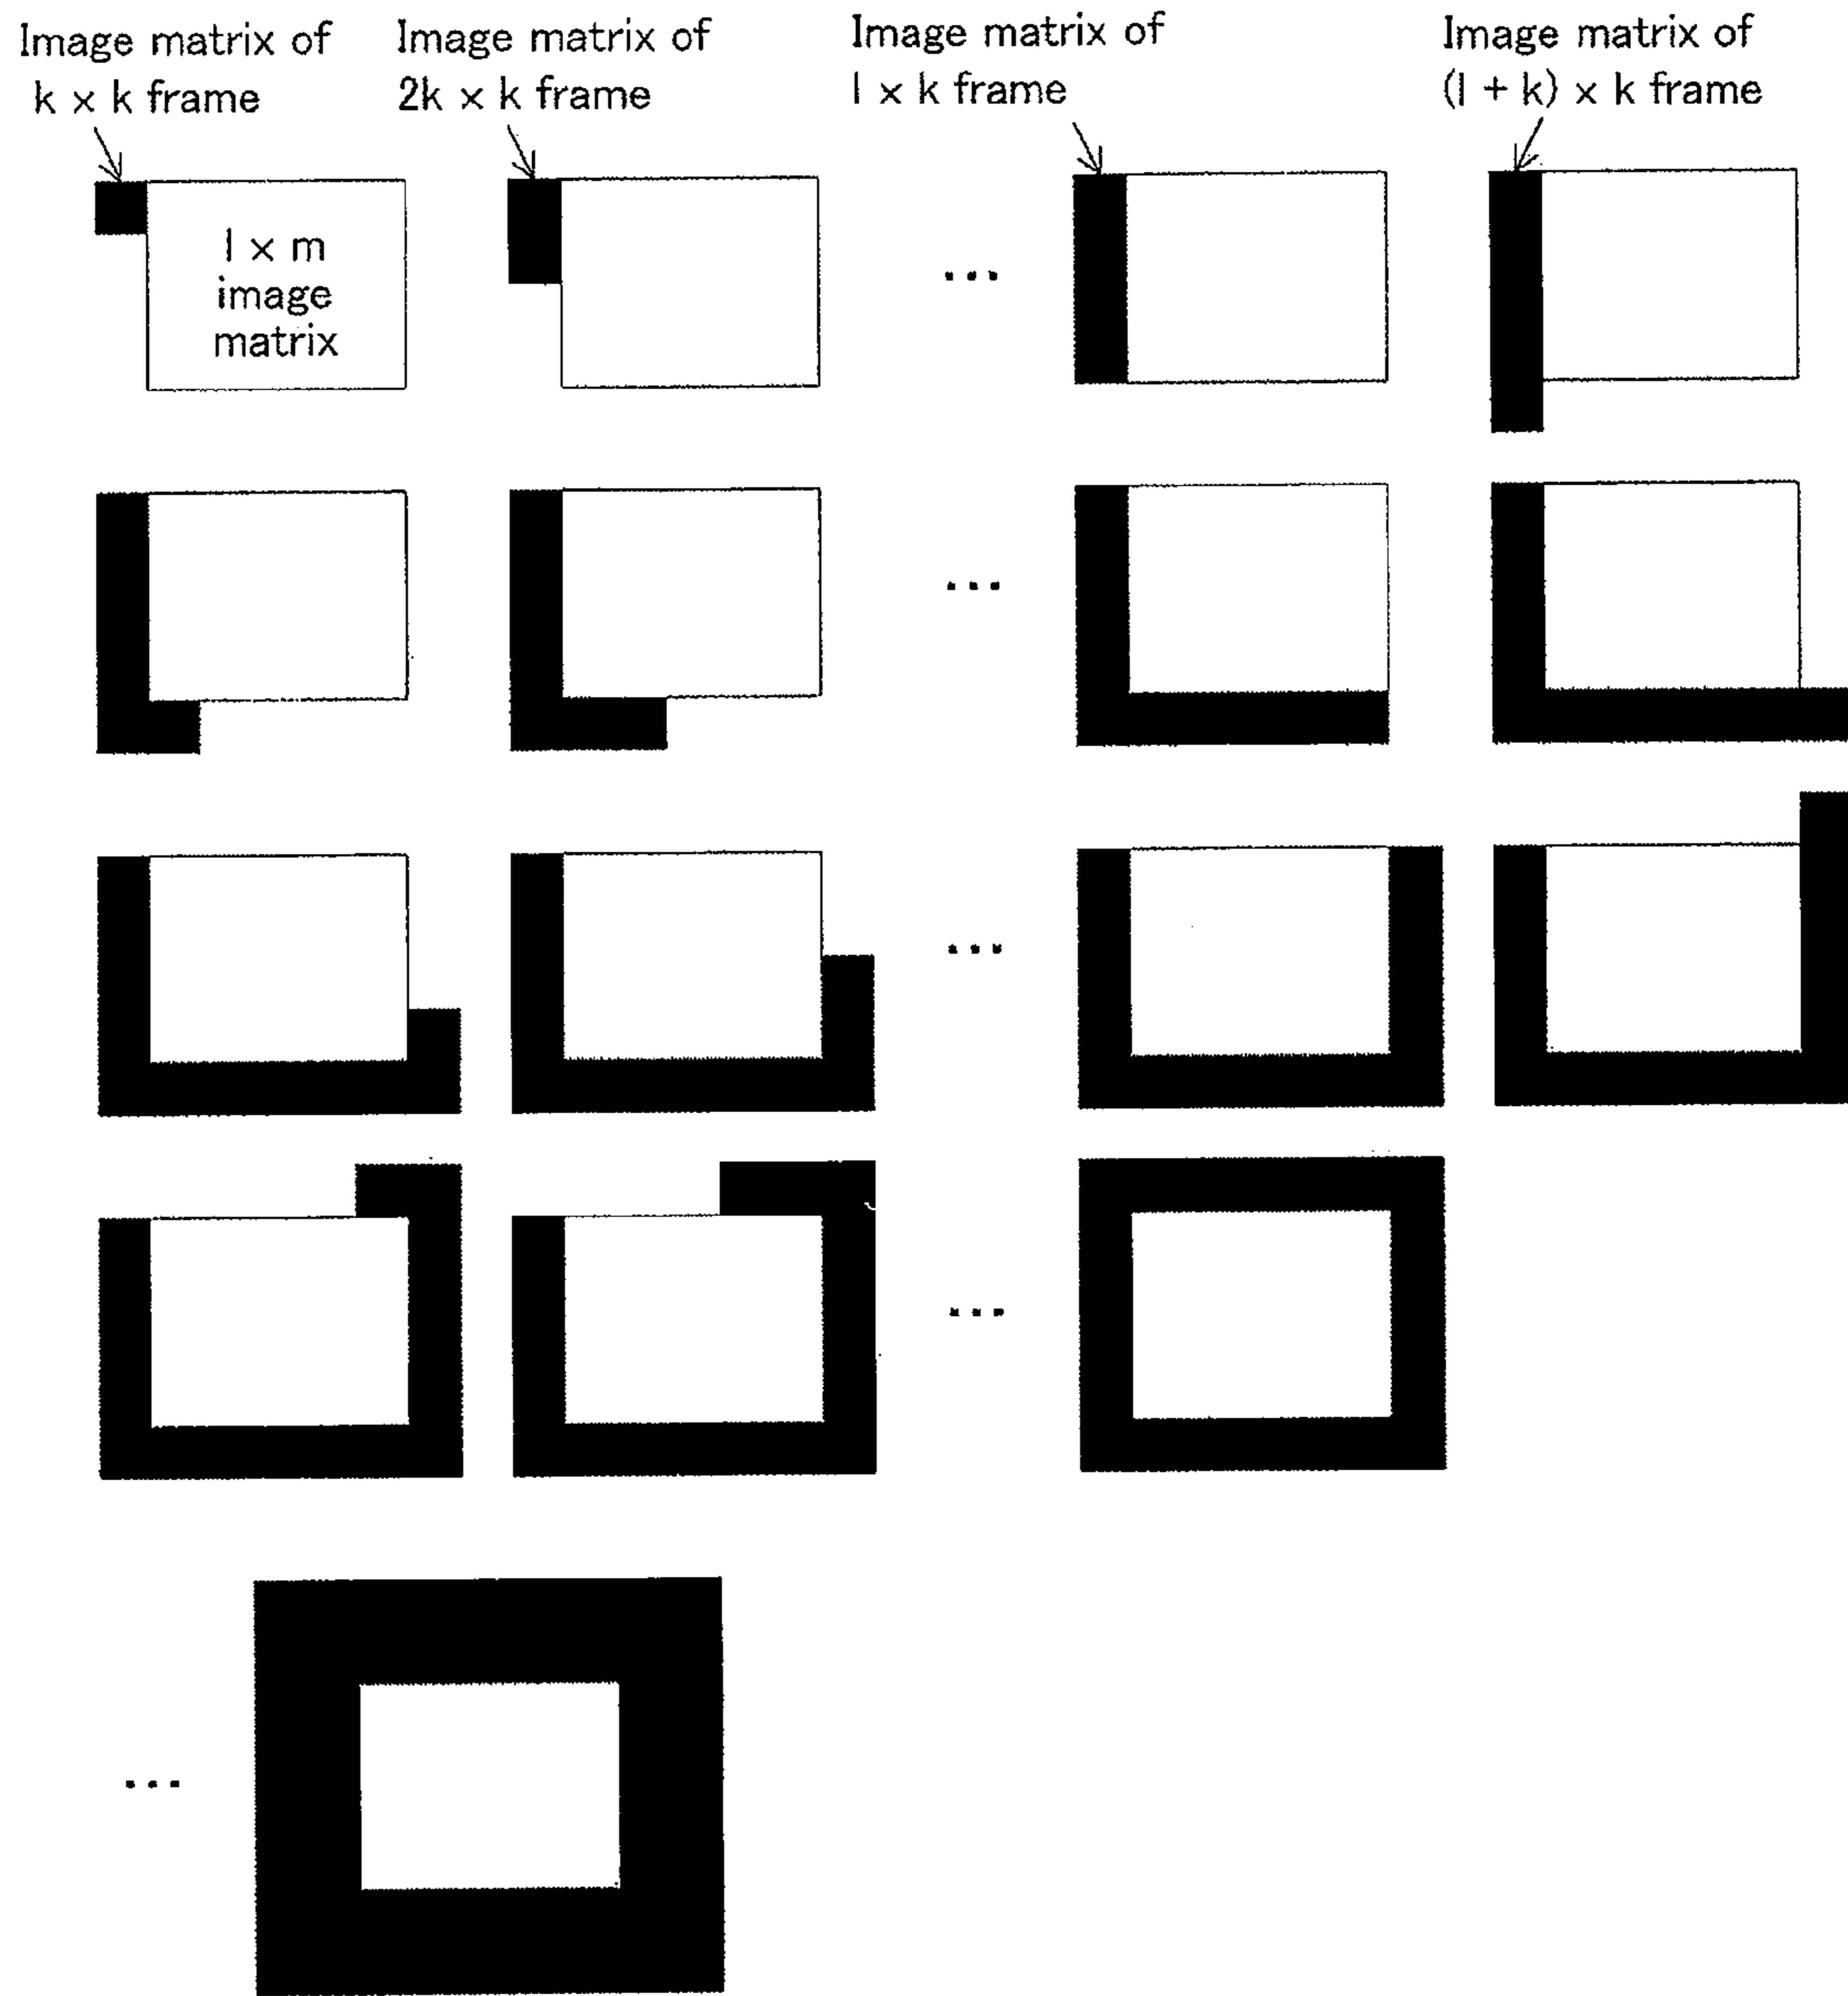 Image matrix of
k × k frame
Image matrix of
2k × k frame
Image matrix of
l × k frame
Image matrix of
(l + k) × k frame
l × m
image
matrix
...
...
...
...
...